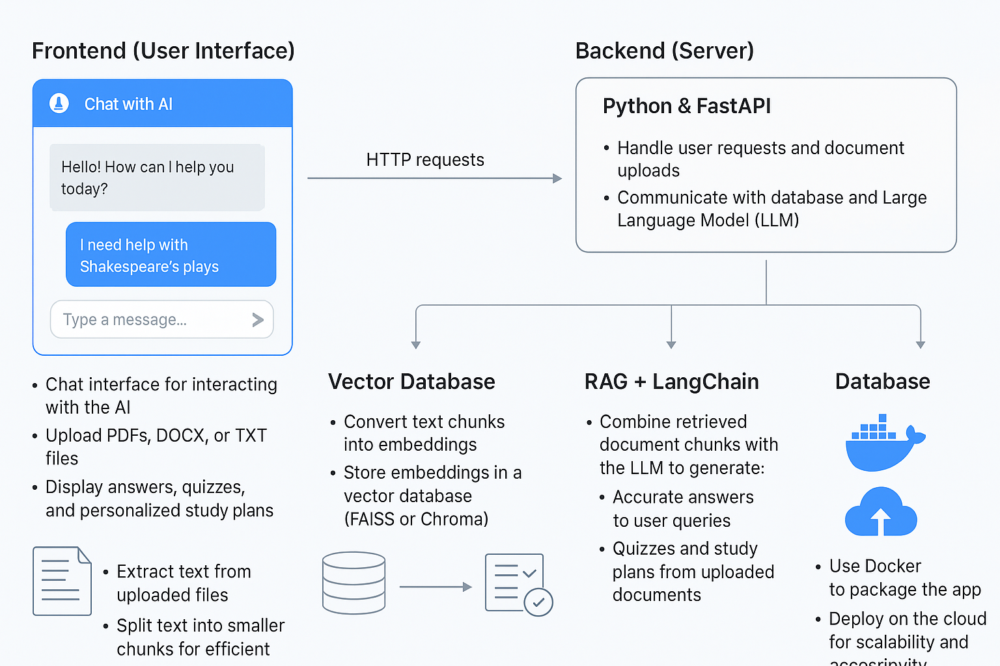 Frontend (User Interface)
Chat with AI
Hello! How can I help you
today?
I need help with
Shakespeare's plays
Type a message...
• Chat interface for interacting
with the AI
• Upload PDFs, DOCX, or TXT
files
• Display answers, quizzes,
and personalized study plans
• Extract text from
uploaded files
• Split text into smaller
chunks for efficient
HTTP requests
Backend (Server)
Python & FastAPI
• Handle user requests and document
uploads
• Communicate with database and Large
Language Model (LLM)
Vector Database
• Convert text chunks
into embeddings
• Store embeddings in a
vector database
(FAISS or Chroma)
RAG + LangChain
• Combine retrieved
document chunks with
the LLM to generate:
• Accurate answers
to user queries
• Quizzes and study
plans from uploaded
documents
Database
• Use Docker
to package the app
• Deploy on the cloud
for scalability and